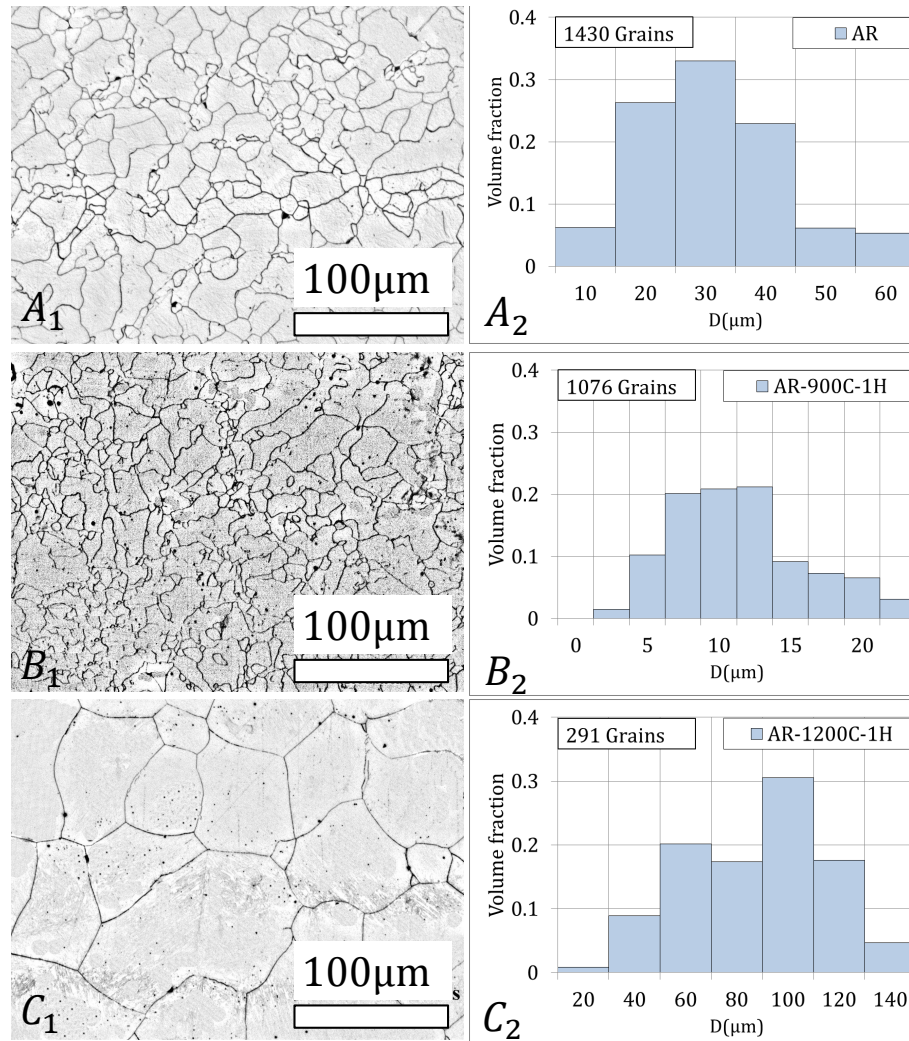 100μm
A1
1430 Grains
AR
Volume fraction
0.4
0.3
0.2
0.1
0
10 20 30 40 50 60
D(μm)
A2
100μm
B1
1076 Grains
AR-900C-1H
Volume fraction
0.4
0.3
0.2
0.1
0
0 5 10 15 20
D(μm)
B2
100μm
s
C1
291 Grains
AR-1200C-1H
Volume fraction
0.4
0.3
0.2
0.1
0
20 40 60 80 100 120 140
D(μm)
C2